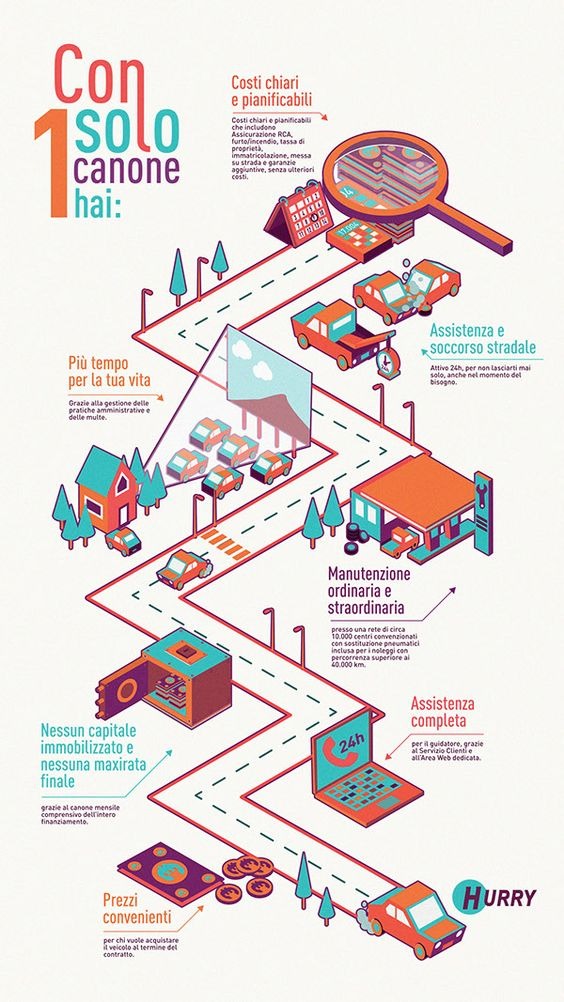 Con
1 solo
canone
hai:
Costi chiari
e pianificabili
Costi chiari e pianificabili
che includono
Assicurazione RCA,
furto/incendio, tassa di
proprietà,
immatricolazione, messa
su strada e garanzie
aggiuntive, senza ulteriori
costi.
Assistenza e
soccorso stradale
Attivo 24h, per non lasciarti mai
solo, anche nel momento del
bisogno.
Più tempo
per la tua vita
Grazie alla gestione delle
pratiche amministrative e
delle multe.
Manutenzione
ordinaria e
straordinaria
presso una rete di circa
10.000 centri convenzionati
con sostituzione pneumatici
inclusa per i noleggi con
percorrenza superiore ai
40.000 km.
Nessun capitale
immobilizzato e
nessuna maxirata
finale
grazie al canone mensile
comprensivo dell'intero
finanziamento.
Assistenza
completa
per il guidatore, grazie
al Servizio Clienti e
all'Area Web dedicata.
24h
Prezzi
convenienti
per chi vuole acquistare
il veicolo al termine del
contratto.
HURRY